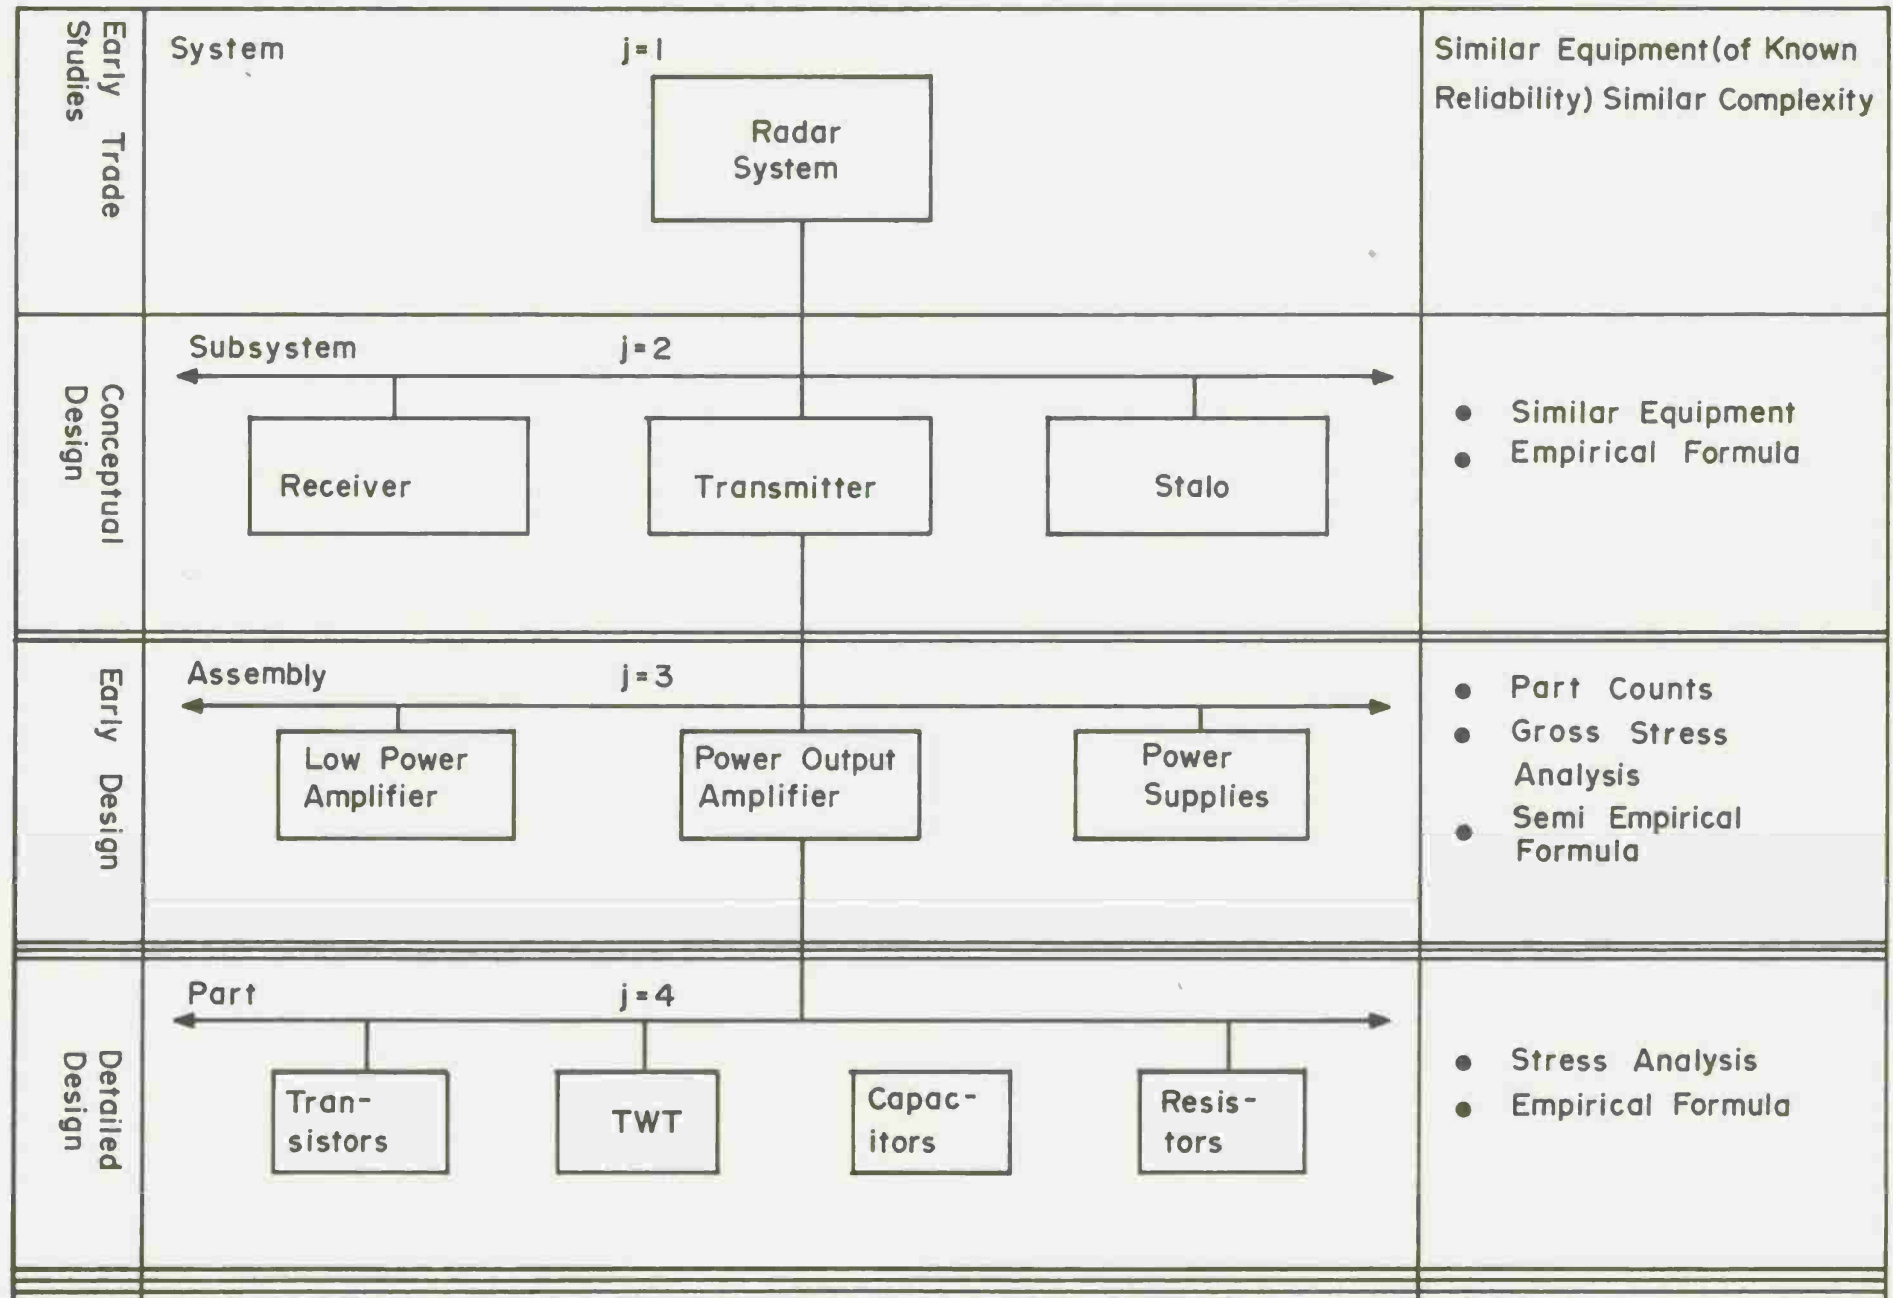 Early Trade
Studies
System
j=1
Radar
System
Similar Equipment(of Known
Reliability) Similar Complexity
Conceptual
Design
Subsystem
j=2
Receiver
Transmitter
Stalo
● Similar Equipment
● Empirical Formula
Early Design
Assembly
j=3
Low Power
Amplifier
Power Output
Amplifier
Power
Supplies
● Part Counts
● Gross Stress
Analysis
● Semi Empirical
Formula
Detailed
Design
Part
j=4
Tran-
sistors
TWT
Capac-
itors
Resis-
tors
● Stress Analysis
● Empirical Formula